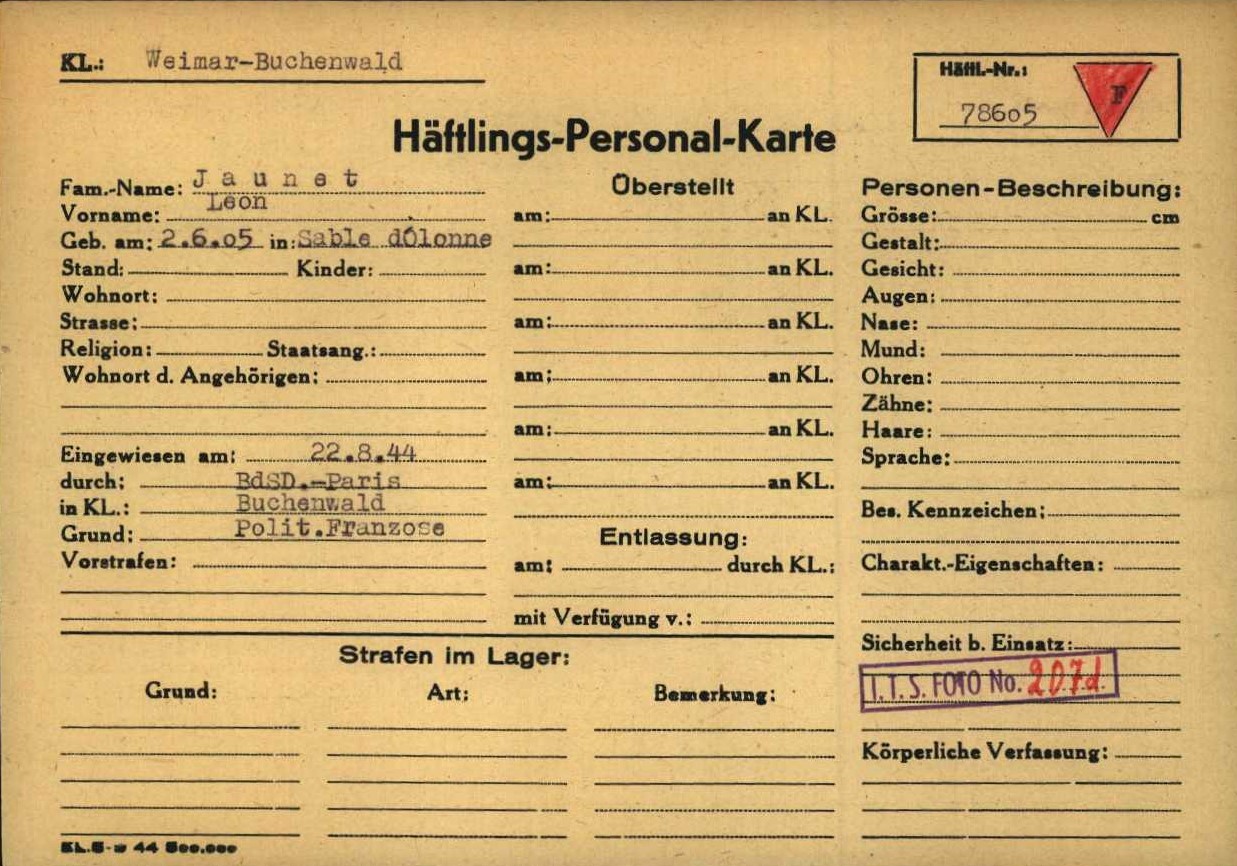 KL.: Weimar-Buchenwald
Häftl.-Nr.:
78605
F
Häftlings-Personal-Karte
Fam.-Name: Jaunet
Vorname: Leon
Geb. am: 2.6.05 in: Sable dOlonne
Stand: Kinder:
Wohnort:
Strasse:
Religion: Staatsang.:
Wohnort d. Angehörigen:
Eingewiesen am: 22.8.44
durch: BdSD.-Paris
in KL.: Buchenwald
Grund: Polit.Franzose
Vorstrafen:
Überstellt
am: an KL.
am: an KL.
am: an KL.
am: an KL.
am: an KL.
am: an KL.
Entlassung:
am: durch KL.:
mit Verfügung v.:
Personen-Beschreibung:
Grösse: cm
Gestalt:
Gesicht:
Augen:
Nase:
Mund:
Ohren:
Zähne:
Haare:
Sprache:
Bes. Kennzeichen:
Charakt.-Eigenschaften:
Sicherheit b. Einsatz:
I.T.S. FOTO No. 207d
Körperliche Verfassung:
Strafen im Lager:
Grund: Art: Bemerkung:
44 500.000